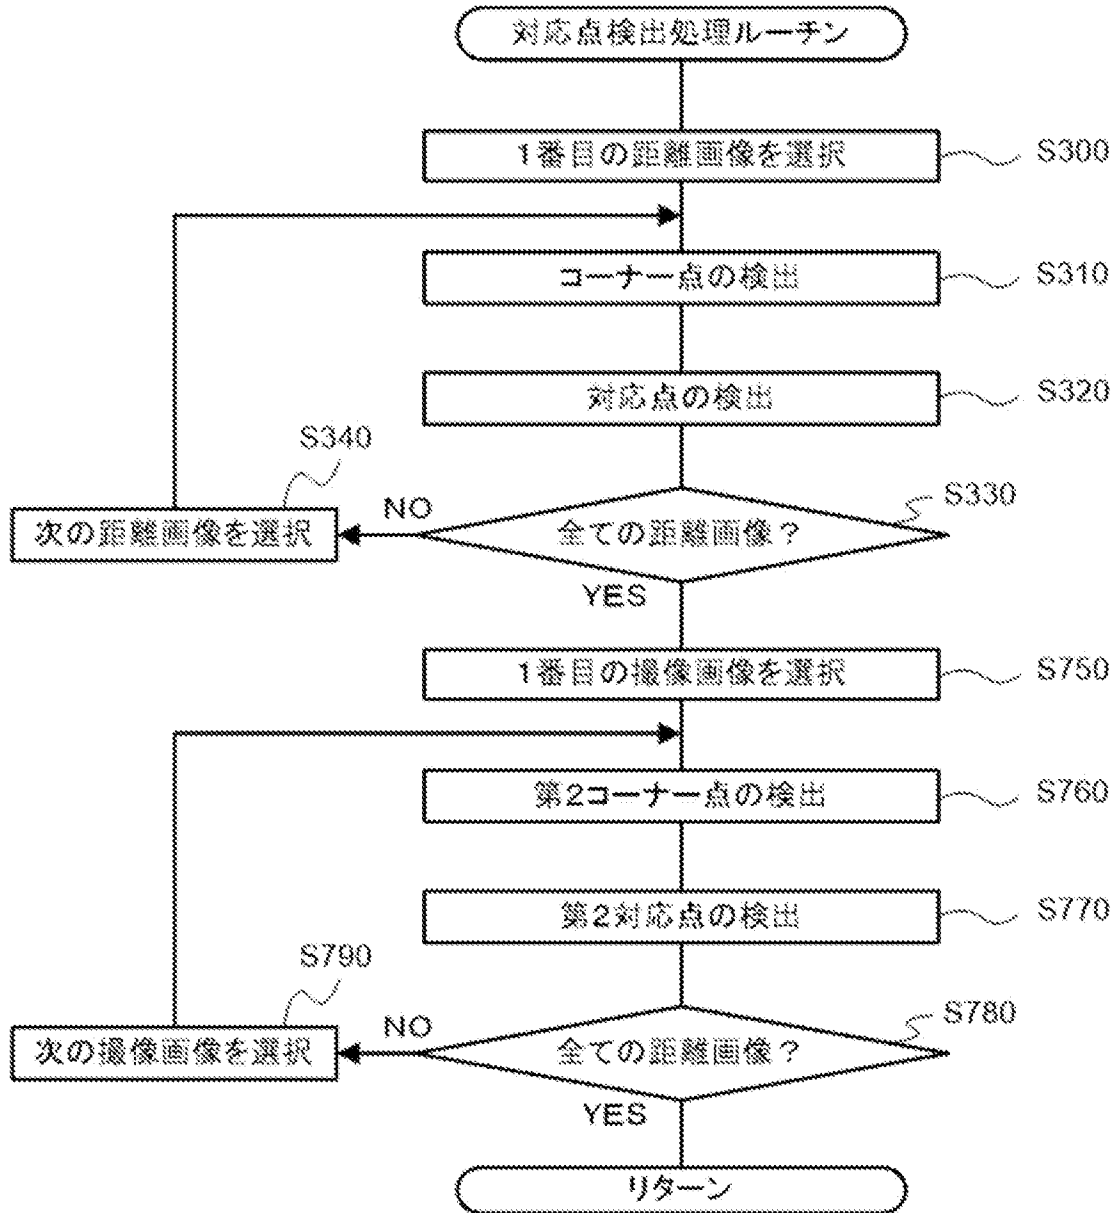 対応点検出処理ルーチン
1番目の距離画像を選択
S300
コーナー点の検出
S310
対応点の検出
S320
S340
次の距離画像を選択
NO
全ての距離画像?
S330
YES
1番目の撮像画像を選択
S750
第2コーナー点の検出
S760
第2対応点の検出
S770
S790
次の撮像画像を選択
NO
全ての距離画像?
S780
YES
リターン